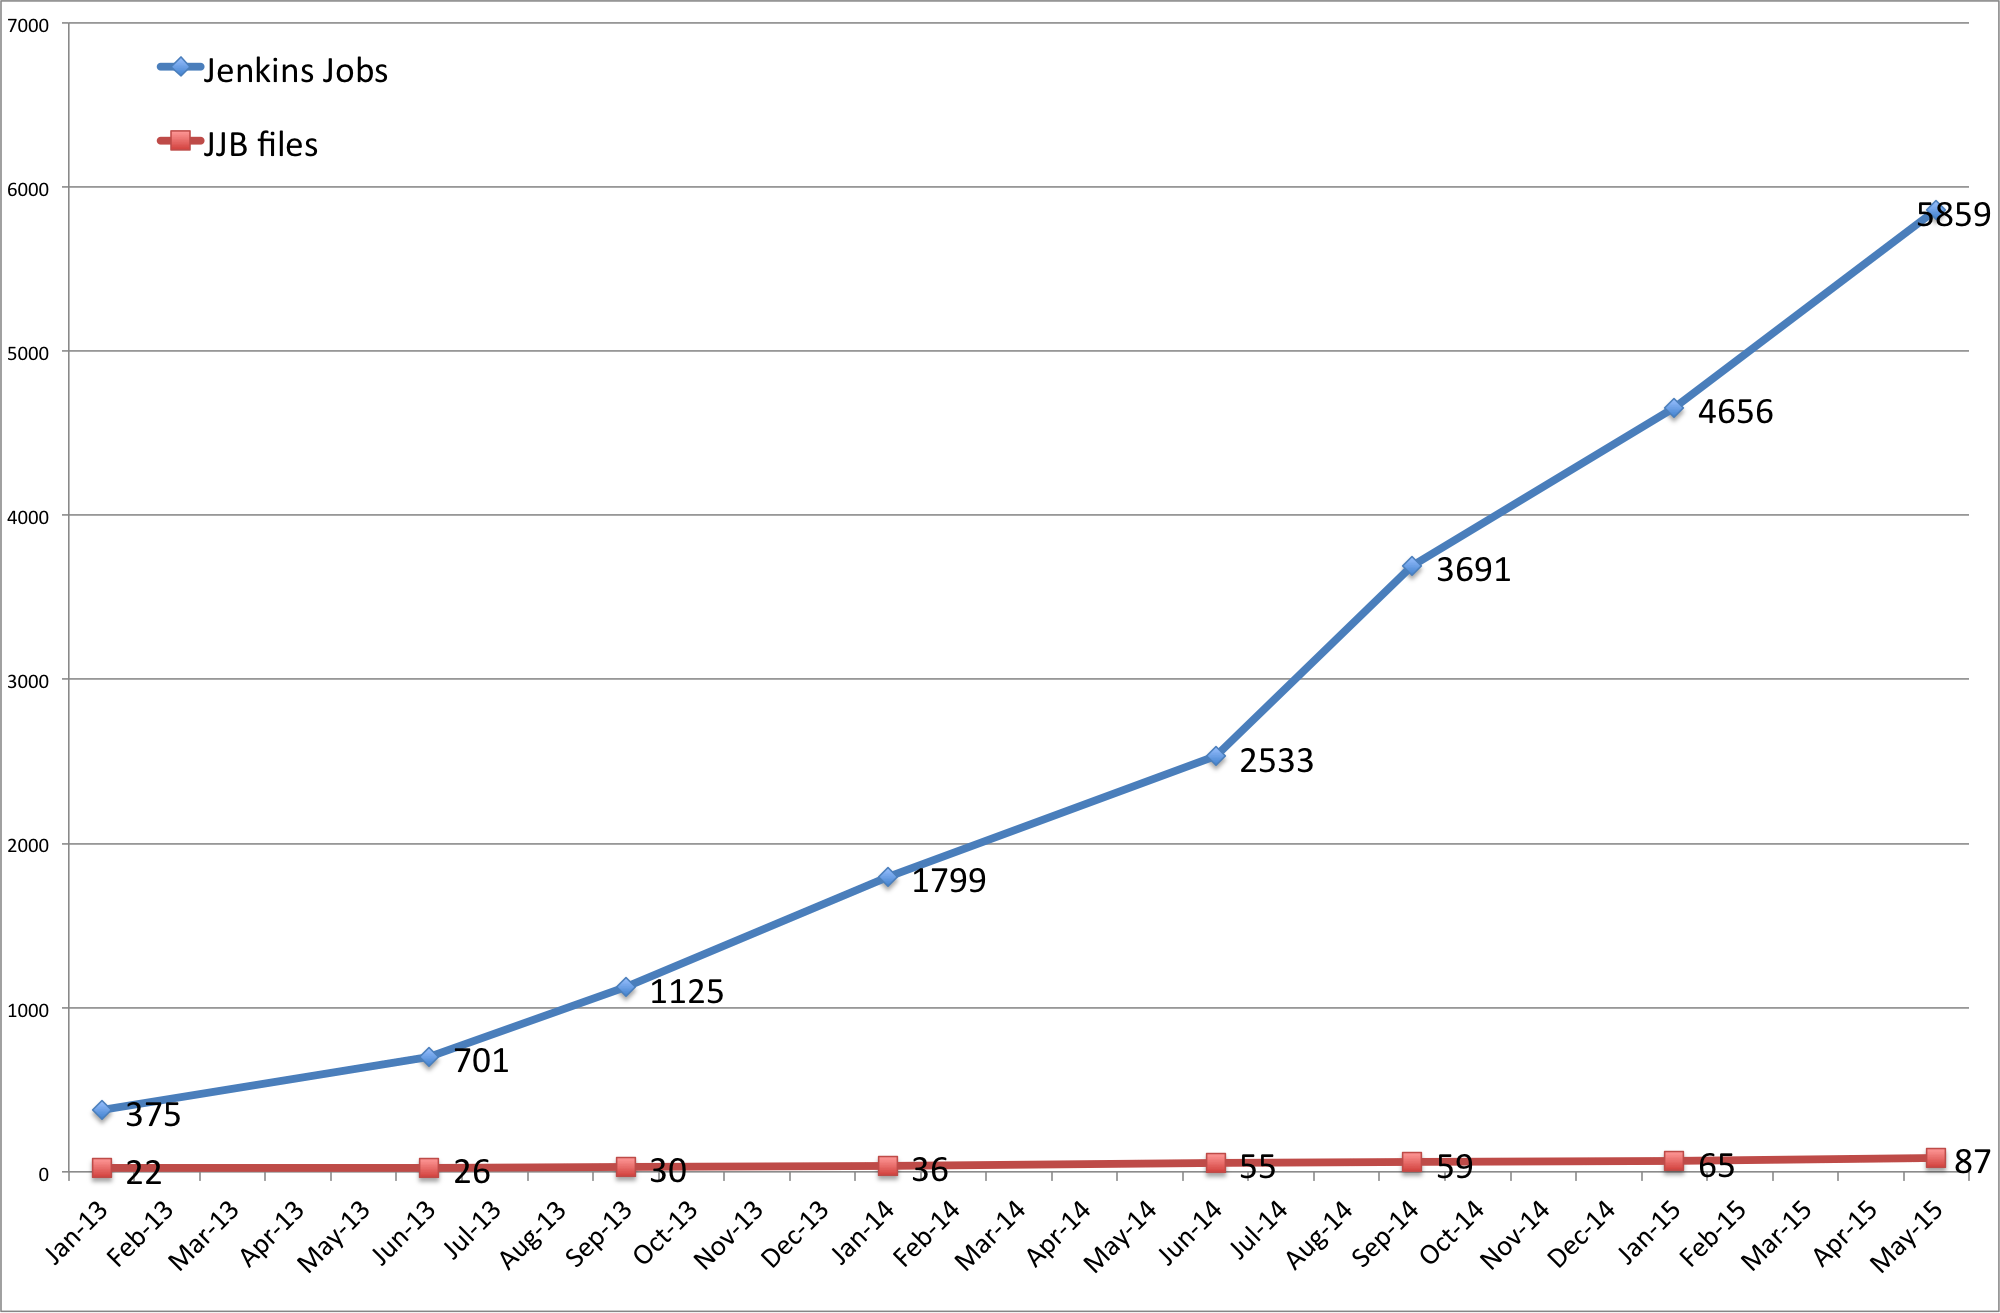 7000
Jenkins Jobs
JJB files
6000
5000
4000
3000
2000
1000
0
5859
4656
3691
2533
1799
1125
701
375
22
26
30
36
55
59
65
87
Jan-13
Feb-13
Mar-13
Apr-13
May-13
Jun-13
Jul-13
Aug-13
Sep-13
Oct-13
Nov-13
Dec-13
Jan-14
Feb-14
Mar-14
Apr-14
May-14
Jun-14
Jul-14
Aug-14
Sep-14
Oct-14
Nov-14
Dec-14
Jan-15
Feb-15
Mar-15
Apr-15
May-15